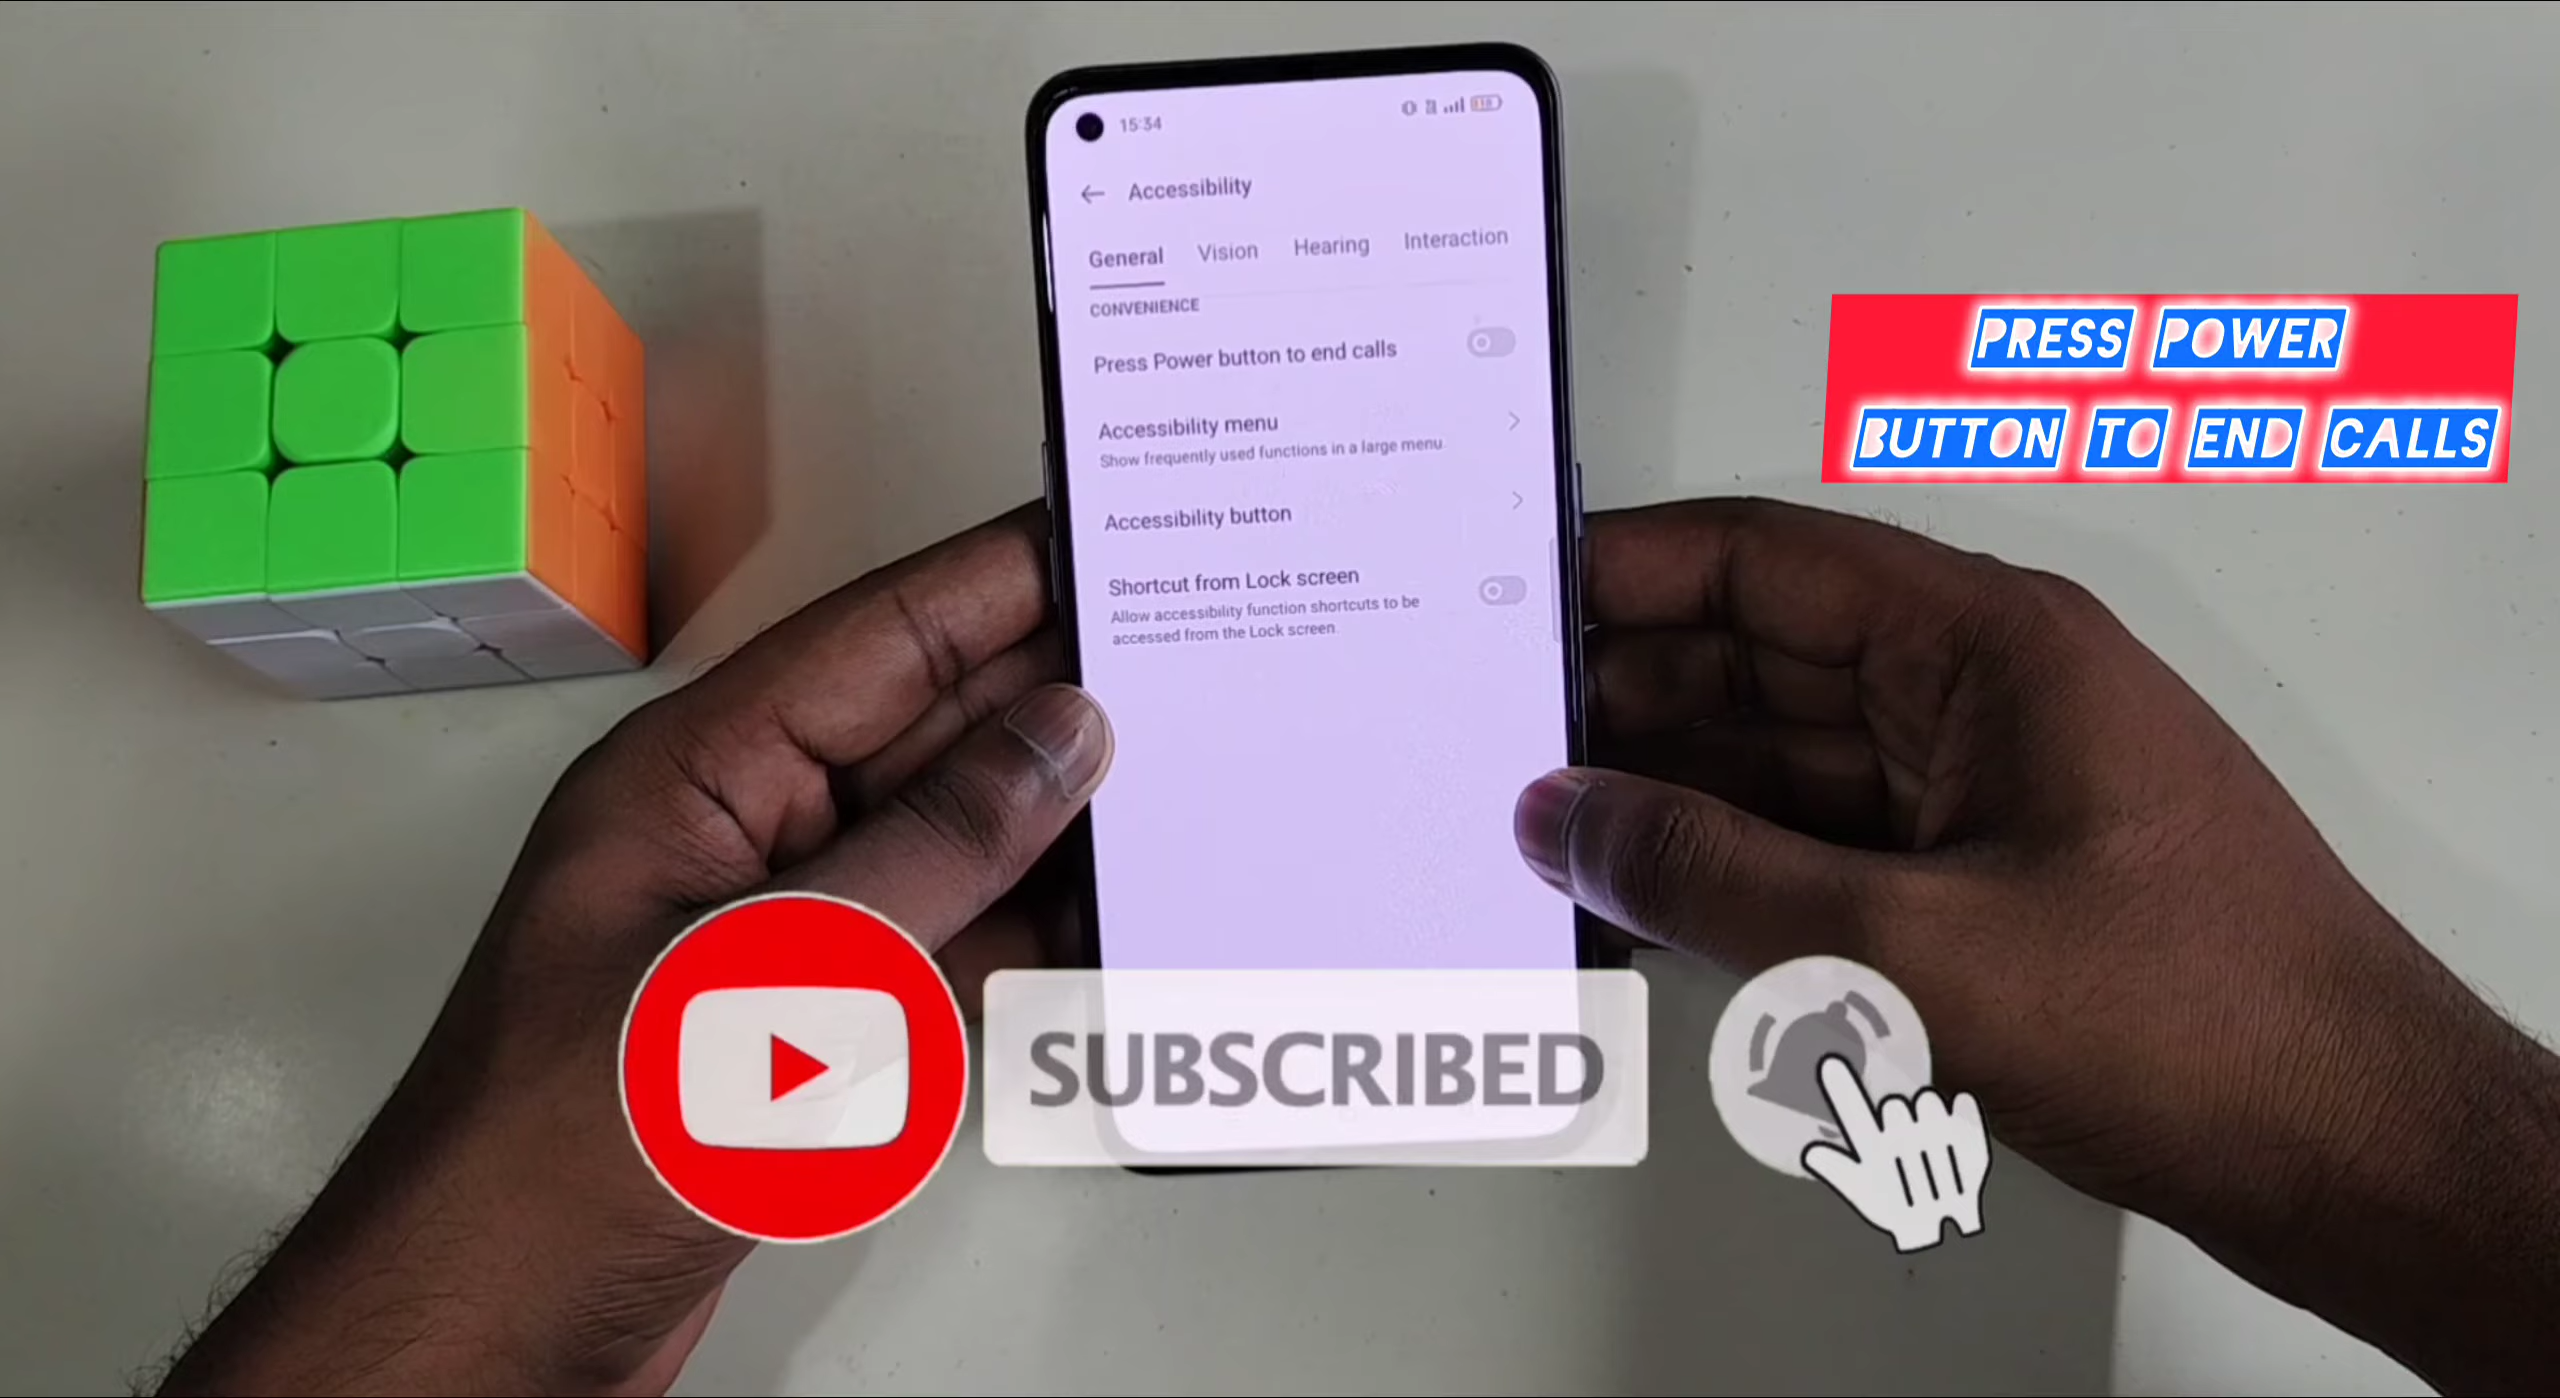 15:34
Accessibility
General Vision Hearing Interaction
CONVENIENCE
Press Power button to end calls
Accessibility menu
Show frequently used functions in a large menu.
Accessibility button
Shortcut from Lock screen
Allow accessibility function shortcuts to be
accessed from the Lock screen.
PRESS POWER
BUTTON TO END CALLS
SUBSCRIBED